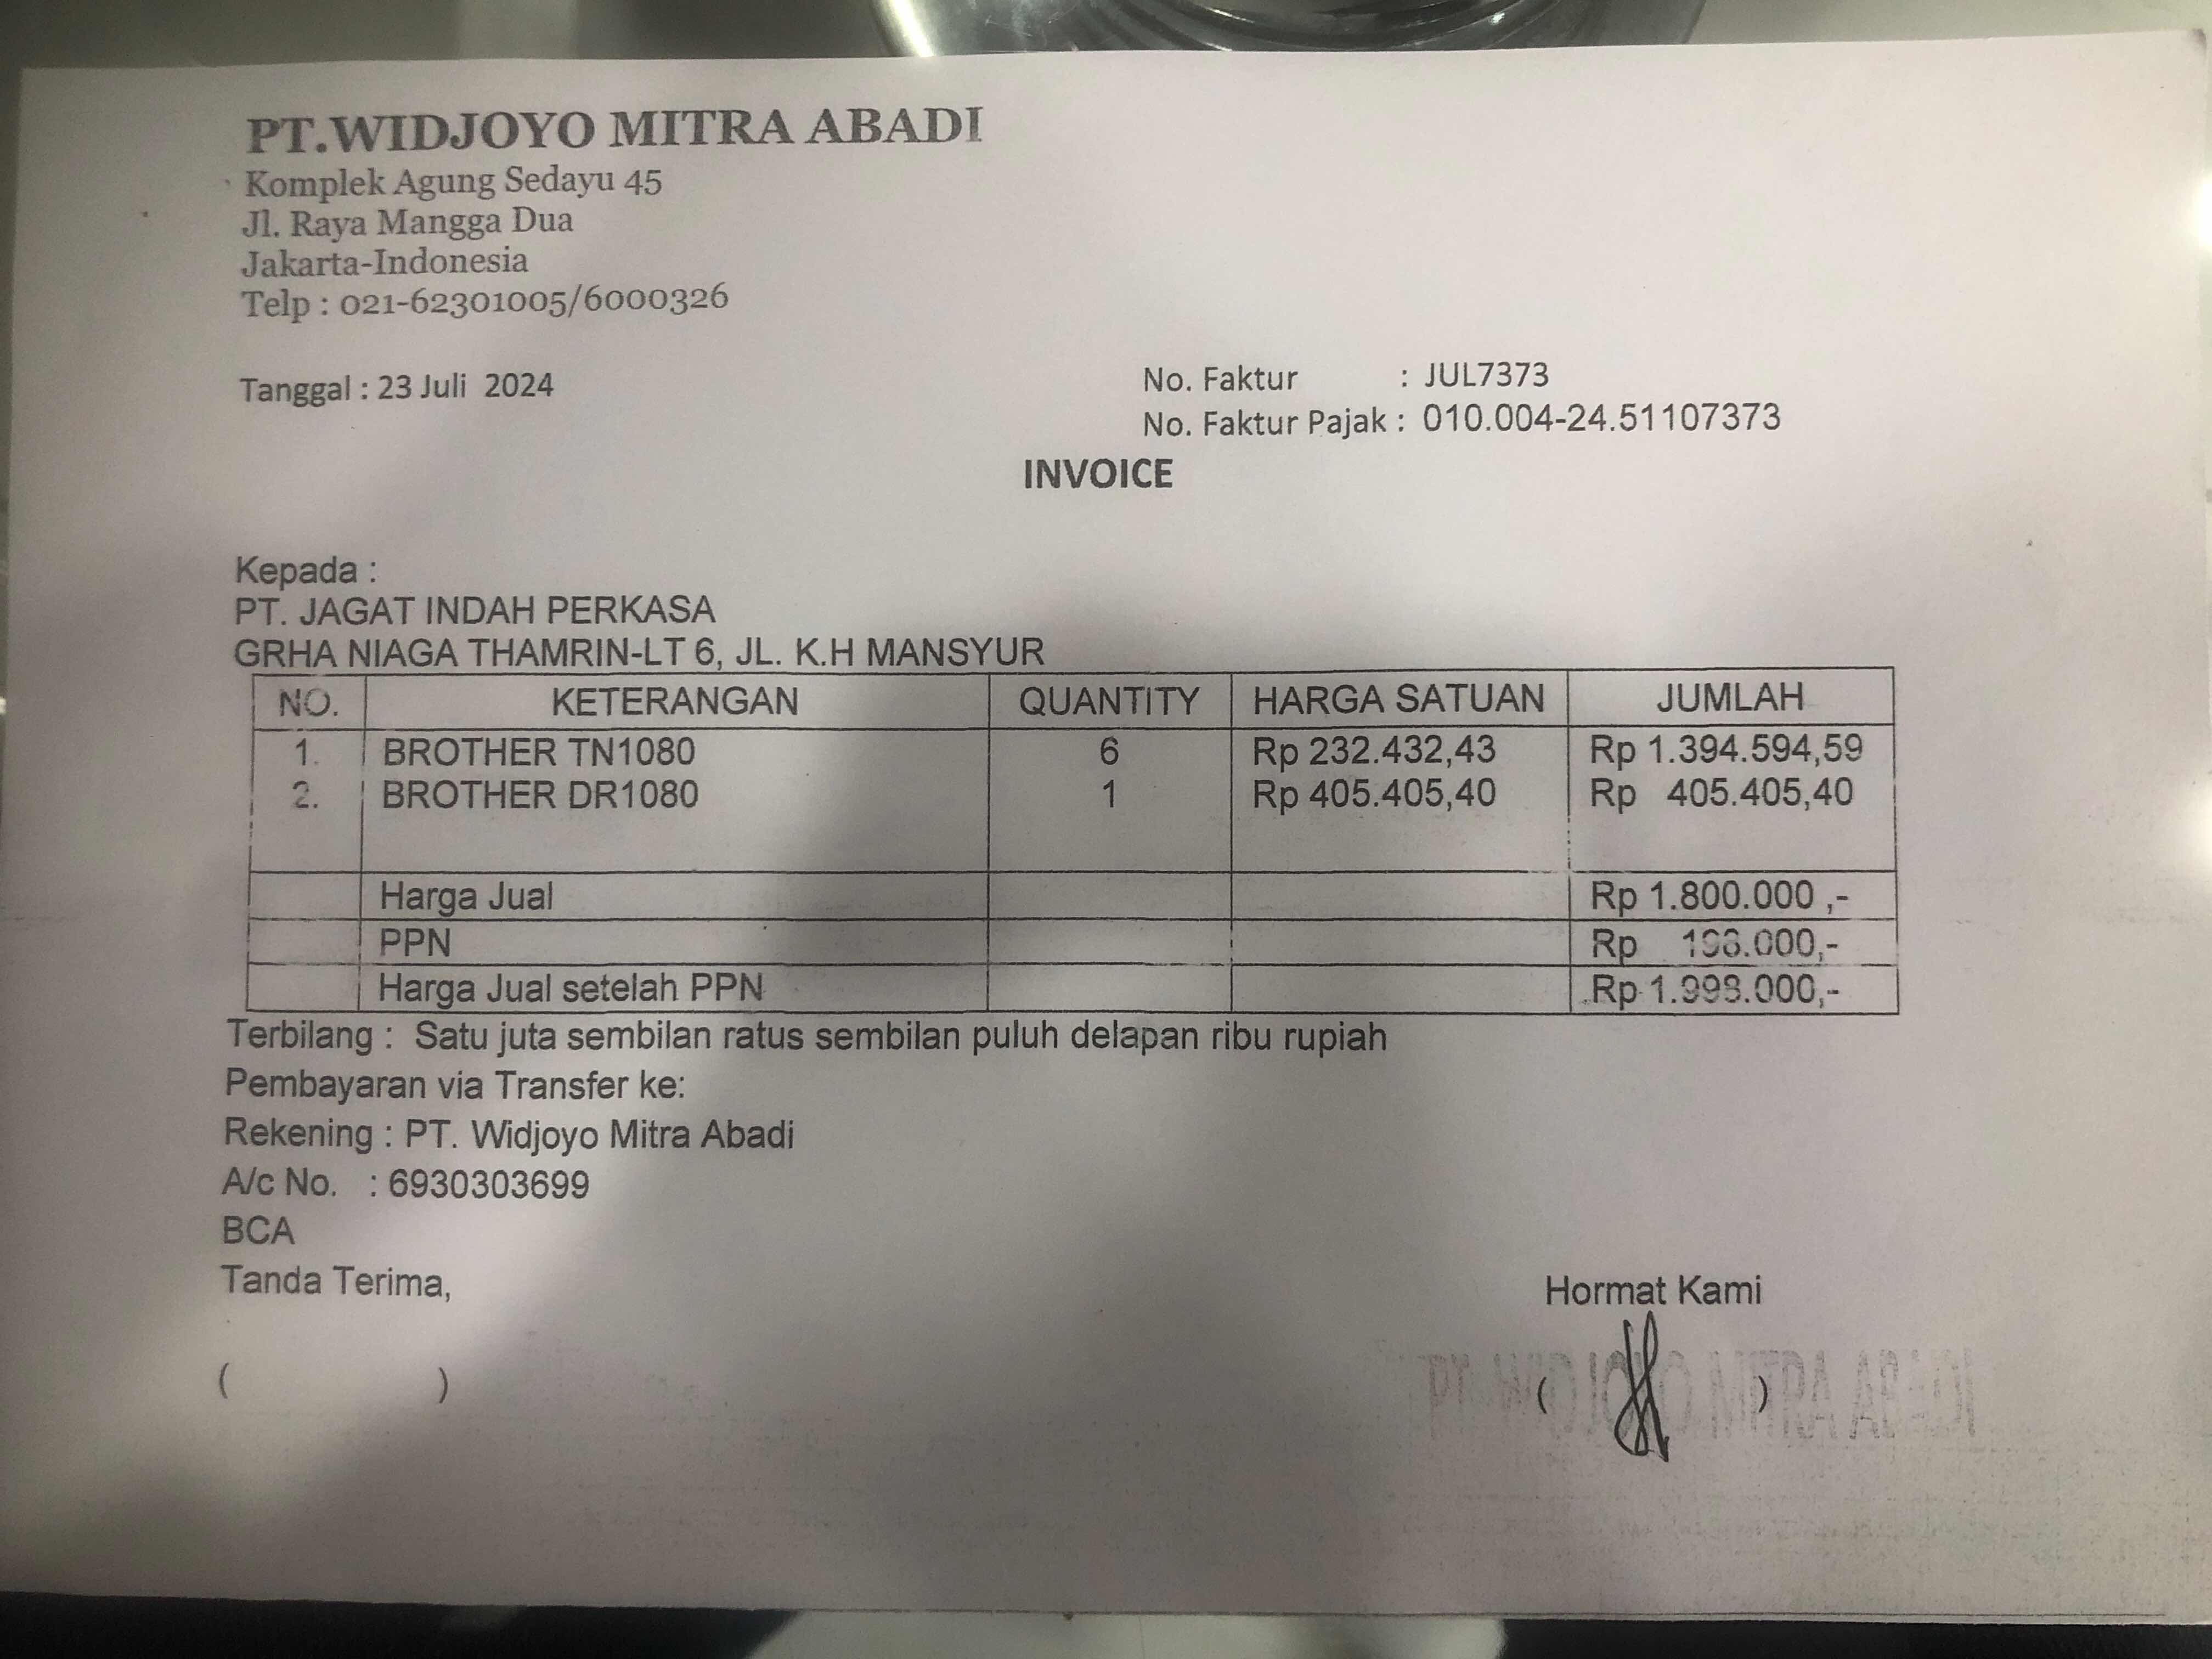 PT.WIDJOYO MITRA ABADI
Komplek Agung Sedayu 45
Jl. Raya Mangga Dua
Jakarta-Indonesia
Telp : 021-62301005/6000326
Tanggal : 23 Juli 2024
No. Faktur : JUL7373
No. Faktur Pajak : 010.004-24.51107373
INVOICE
Kepada :
PT. JAGAT INDAH PERKASA
GRHA NIAGA THAMRIN-LT 6, JL. K.H MANSYUR
NO. KETERANGAN QUANTITY HARGA SATUAN JUMLAH
1. BROTHER TN1080 6 Rp 232.432,43 Rp 1.394.594,59
2. BROTHER DR1080 1 Rp 405.405,40 Rp 405.405,40
Harga Jual Rp 1.800.000 ,-
PPN Rp 198.000,-
Harga Jual setelah PPN Rp 1.998.000,-
Terbilang : Satu juta sembilan ratus sembilan puluh delapan ribu rupiah
Pembayaran via Transfer ke:
Rekening : PT. Widjoyo Mitra Abadi
A/c No. : 6930303699
BCA
Tanda Terima,
Hormat Kami
( )
( )
PT. WIDJOYO MITRA ABADI